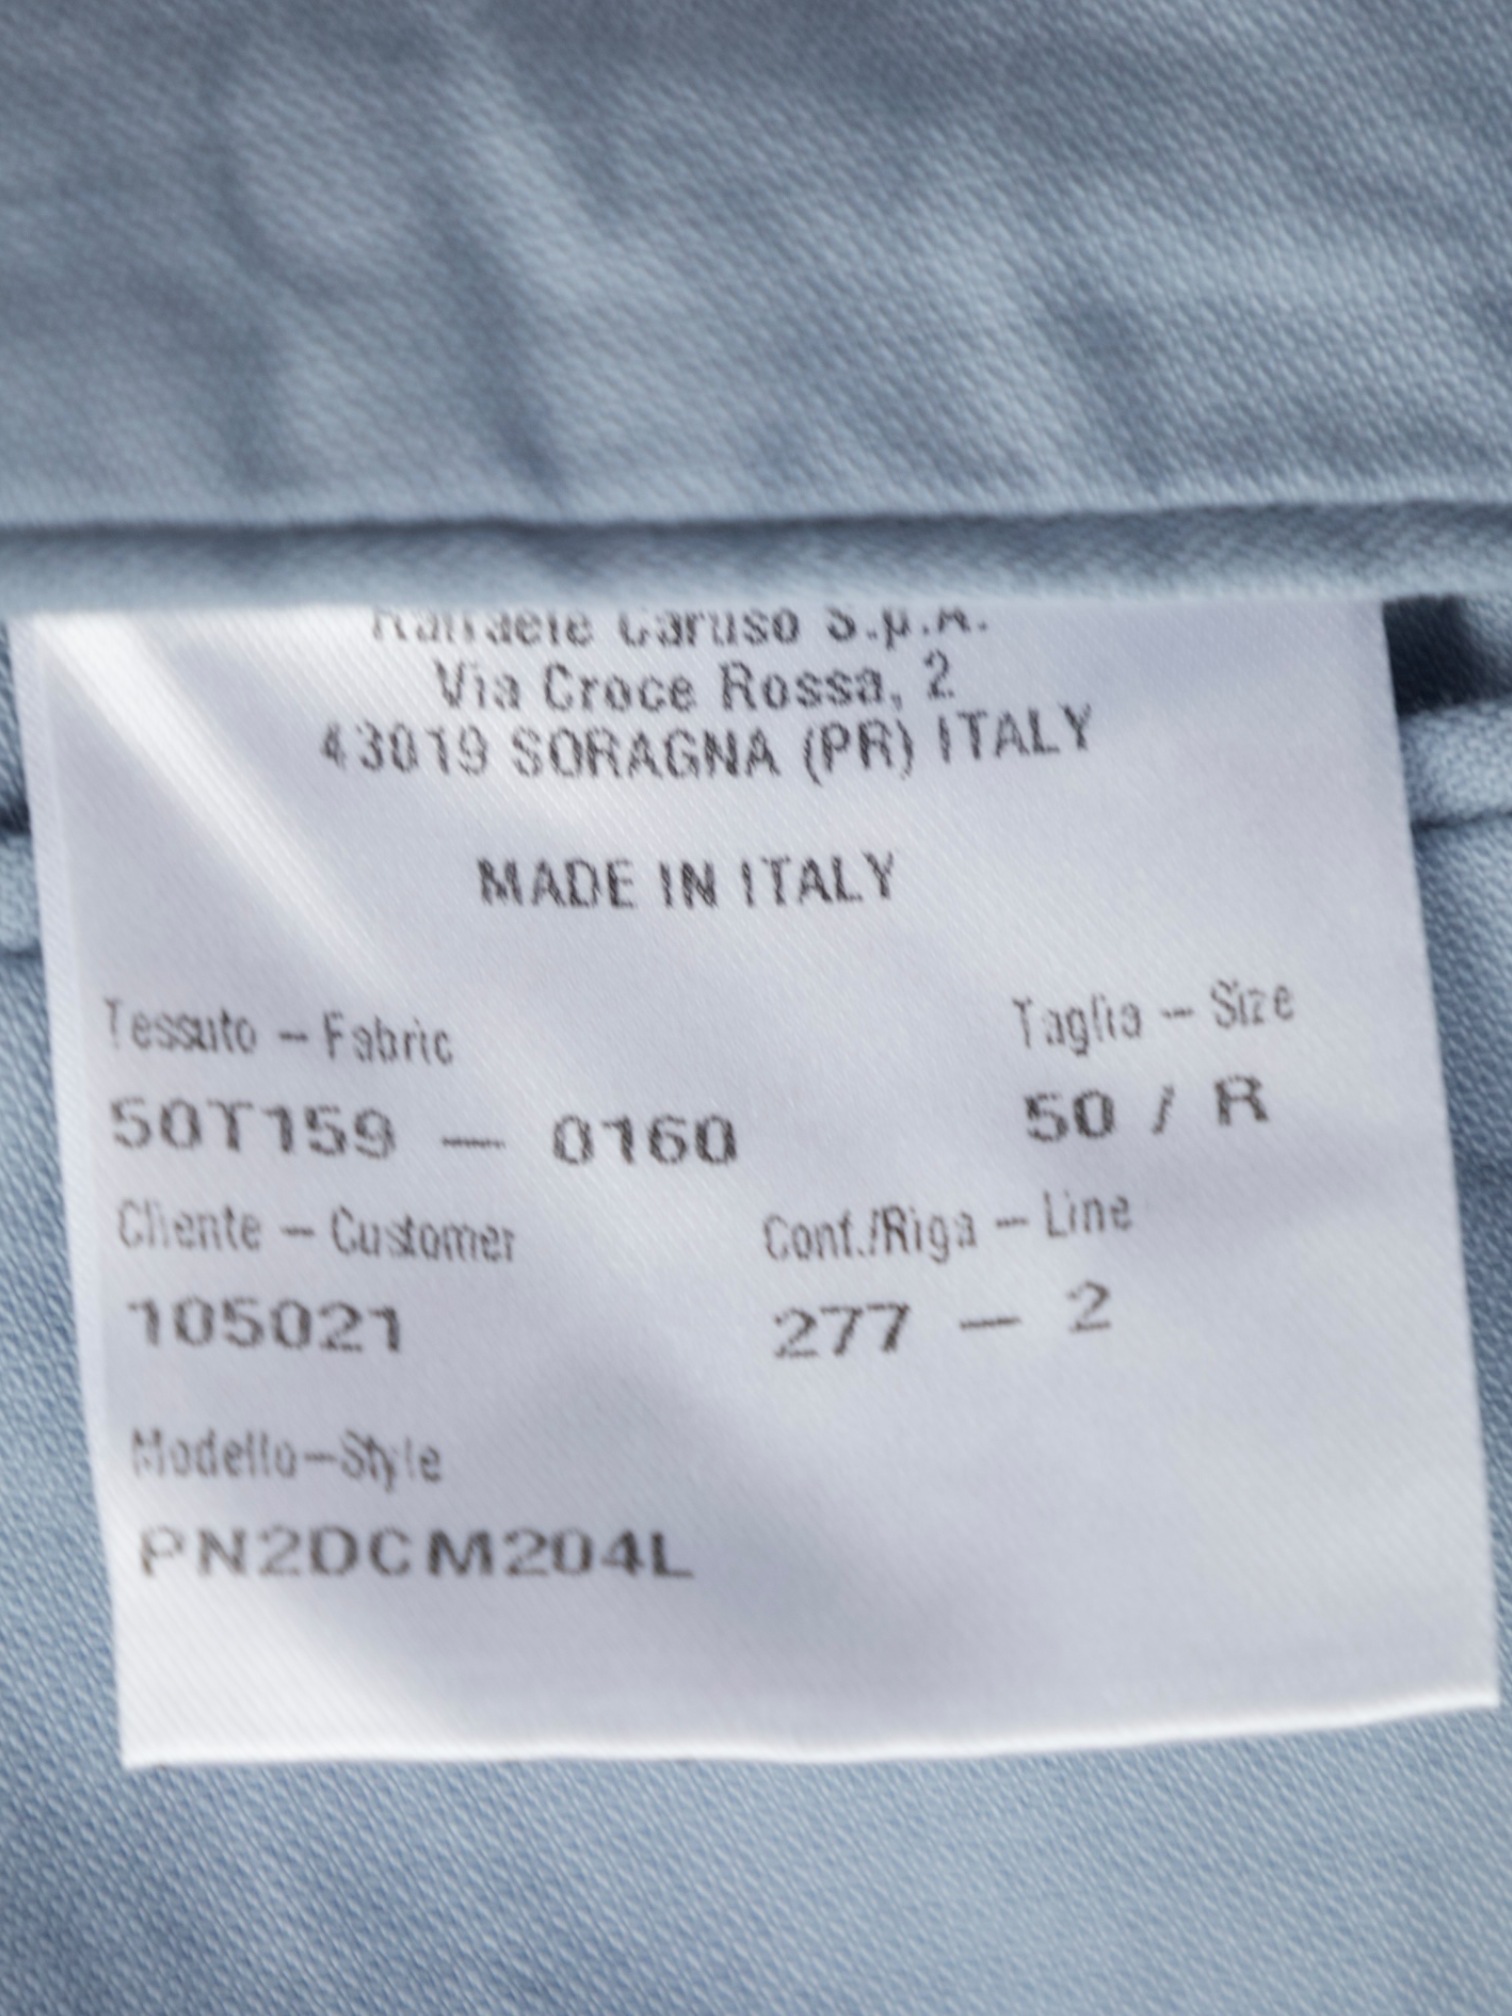 Raffaele Caruso S.p.A.
Via Croce Rossa, 2
43019 SORAGNA (PR) ITALY
MADE IN ITALY
Tessuto – Fabric
Taglia – Size
50T159 – 0160
50 / R
Cliente – Customer
Conf./Riga – Line
105021
277 – 2
Modello–Style
PN2DCM204L